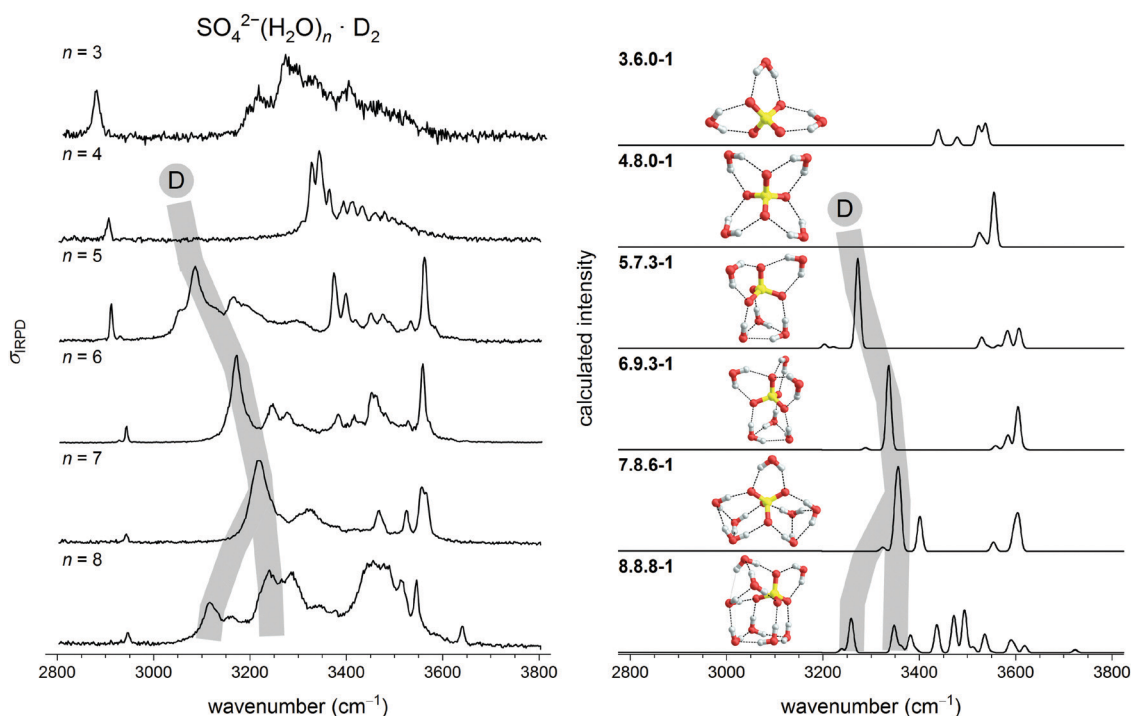 SO₄²⁻(H₂O)ₙ · D₂
n = 3
n = 4
D
n = 5
n = 6
n = 7
n = 8
σIRPD
2800 3000 3200 3400 3600 3800
wavenumber (cm⁻¹)
3.6.0-1
4.8.0-1
D
5.7.3-1
6.9.3-1
7.8.6-1
8.8.8-1
calculated intensity
2800 3000 3200 3400 3600 3800
wavenumber (cm⁻¹)